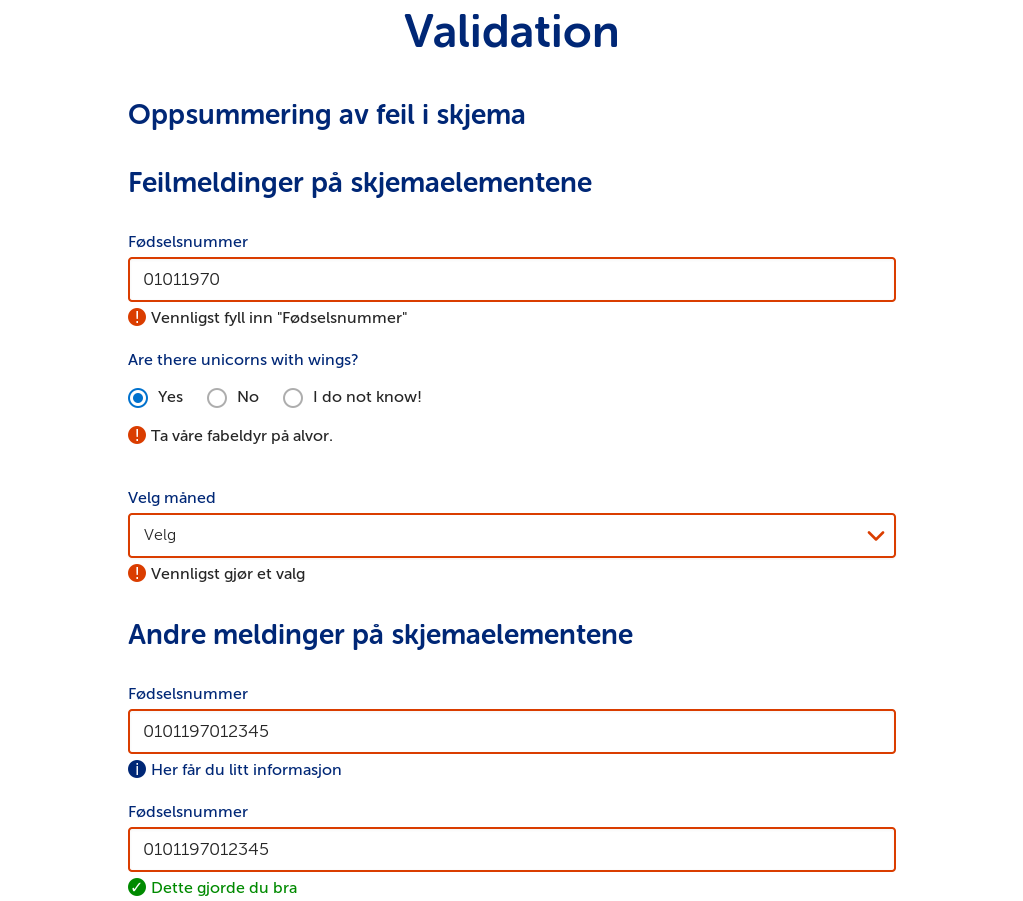 Validation
Oppsummering av feil i skjema
Feilmeldinger på skjemaelementene
Fødselsnummer
01011970
Vennligst fyll inn "Fødselsnummer"
Are there unicorns with wings?
Yes No I do not know!
Ta våre fabeldyr på alvor.
Velg måned
Velg
Vennligst gjør et valg
Andre meldinger på skjemaelementene
Fødselsnummer
0101197012345
Her får du litt informasjon
Fødselsnummer
0101197012345
Dette gjorde du bra